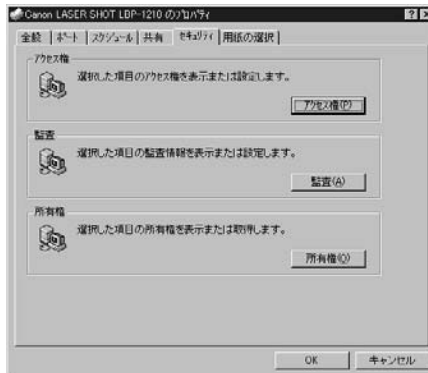 Canon LASER SHOT LBP-1210 のプロパティ
全般 ポート スケジュール 共有 セキュリティ 用紙の選択
アクセス権
選択した項目のアクセス権を表示または設定します。
アクセス権(P)
監査
選択した項目の監査情報を表示または設定します。
監査(A)
所有権
選択した項目の所有権を表示または取得します。
所有権(O)
OK キャンセル